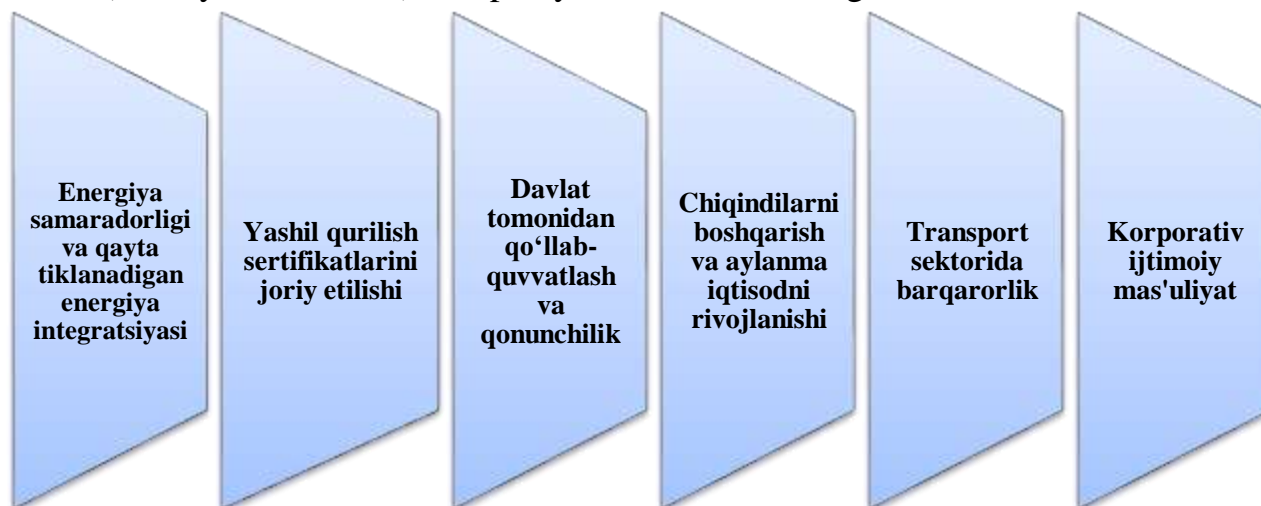 Energiya
samaradorligi
va qayta
tiklanadigan
energiya
integratsiyasi
Yashil qurilish
sertifikatlarini
joriy etilishi
Davlat
tomonidan
qo‘llab-
quvvatlash
va
qonunchilik
Chiqindilarni
boshqarish
va aylanma
iqtisodni
rivojlanishi
Transport
sektorida
barqarorlik
Korporativ
ijtimoiy
mas'uliyat